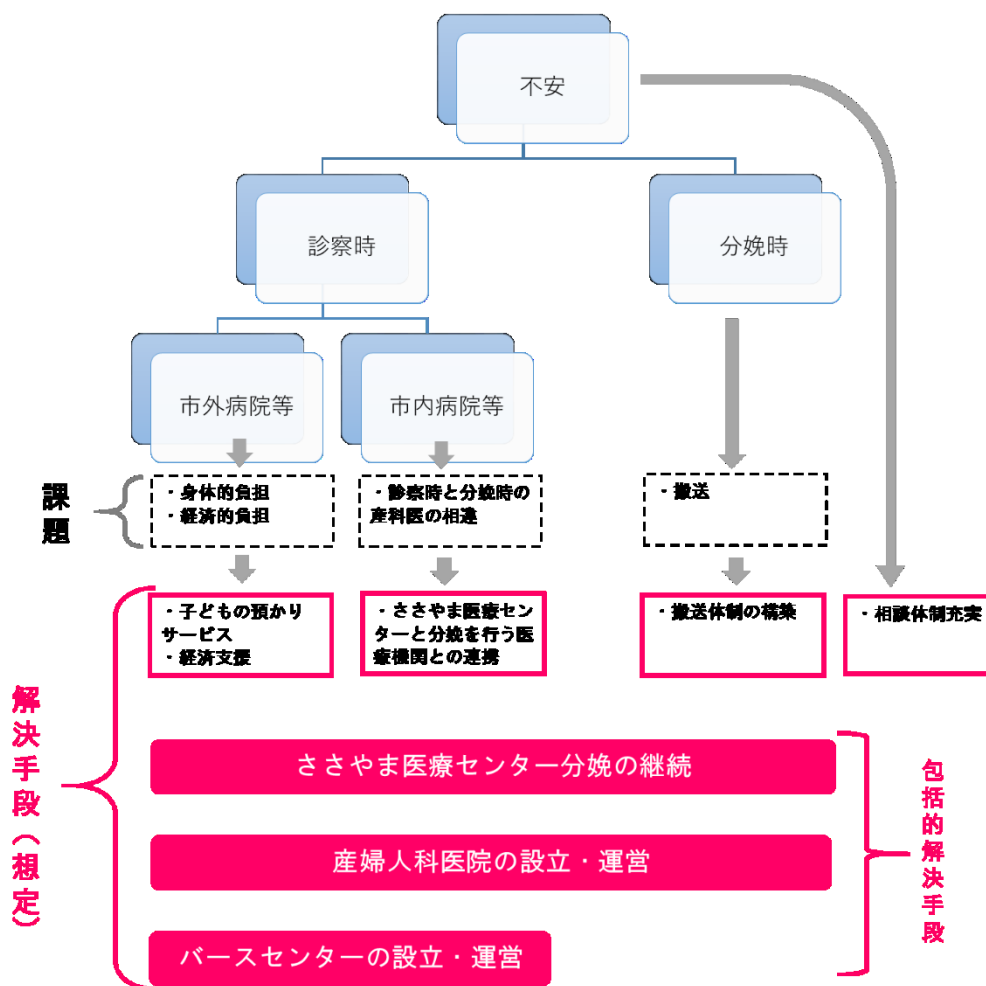 不安
診察時
分娩時
市外病院等
市内病院等
課題
・身体的負担
・経済的負担
・診察時と分娩時の
産科医の相違
・搬送
・子どもの預かり
サービス
・経済支援
・ささやま医療センタ
ーと分娩を行う医
療機関との連携
・搬送体制の構築
・相談体制充実
解決手段（想定）
ささやま医療センター分娩の継続
産婦人科医院の設立・運営
バースセンターの設立・運営
包括的解決手段